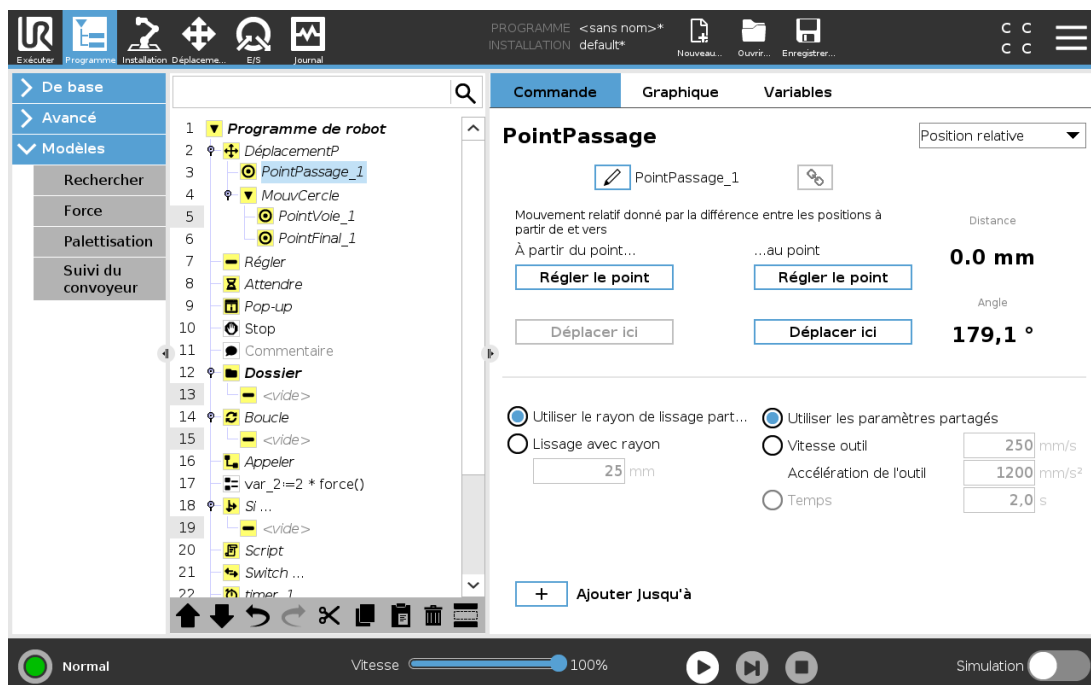 PROGRAMME <sans nom>*
INSTALLATION default*
C C
C C
Exécuter Programme Installation Déplaceme... E/S Journal
Nouveau... Ouvrir... Enregistrer...
De base
Avancé
Modèles
Rechercher
Force
Palettisation
Suivi du
convoyeur
1 Programme de robot
2 DéplacementP
3 PointPassage_1
4 MouvCercle
5 PointVoie_1
6 PointFinal_1
7 Régler
8 Attendre
9 Pop-up
10 Stop
11 Commentaire
12 Dossier
13 <vide>
14 Boucle
15 <vide>
16 Appeler
17 var_2:=2 * force()
18 Si ...
19 <vide>
20 Script
21 Switch ...
22 timer_1
Commande Graphique Variables
PointPassage
Position relative
PointPassage_1
Mouvement relatif donné par la différence entre les positions à
partir de et vers
À partir du point... ...au point
Régler le point Régler le point
Déplacer ici Déplacer ici
Distance
0.0 mm
Angle
179,1 °
Utiliser le rayon de lissage part...
Lissage avec rayon
25 mm
Utiliser les paramètres partagés
Vitesse outil 250 mm/s
Accélération de l'outil 1200 mm/s²
Temps 2,0 s
+ Ajouter Jusqu'à
Normal
Vitesse 100%
Simulation